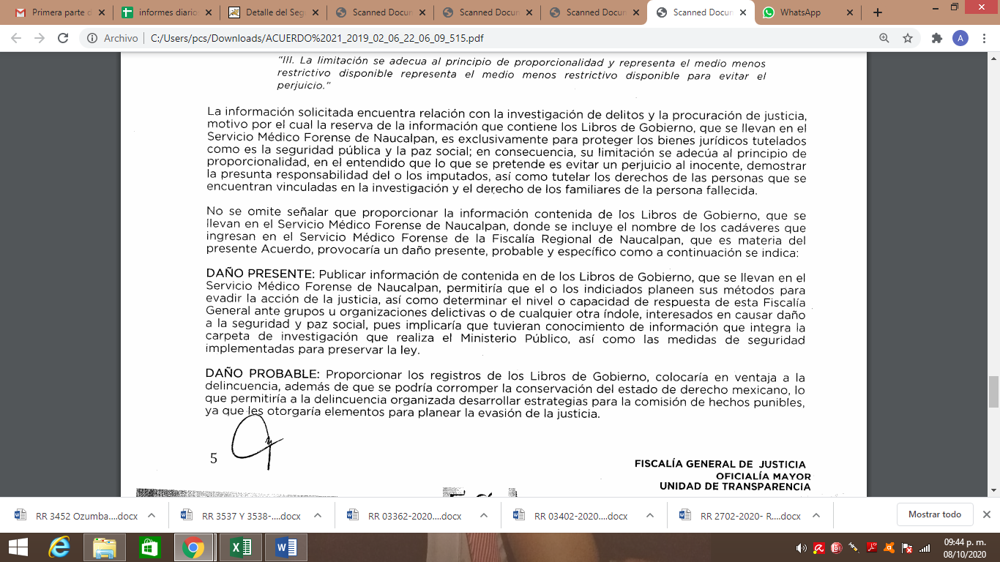 Primera parte d
informes diario
Detalle del Seg
Scanned Docum
Scanned Docum
Scanned Docum
Scanned Docum
WhatsApp
Archivo
C:/Users/pcs/Downloads/ACUERDO%2021_2019_02_06_22_06_09_515.pdf
A
“III. La limitación se adecua al principio de proporcionalidad y representa el medio menos
restrictivo disponible representa el medio menos restrictivo disponible para evitar el
perjuicio.”
La información solicitada encuentra relación con la investigación de delitos y la procuración de justicia,
motivo por el cual la reserva de la información que contiene los Libros de Gobierno, que se llevan en el
Servicio Médico Forense de Naucalpan, es exclusivamente para proteger los bienes jurídicos tutelados
como es la seguridad pública y la paz social; en consecuencia, su limitación se adecúa al principio de
proporcionalidad, en el entendido que lo que se pretende es evitar un perjuicio al inocente, demostrar
la presunta responsabilidad del o los imputados, así como tutelar los derechos de las personas que se
encuentran vinculadas en la investigación y el derecho de los familiares de la persona fallecida.
No se omite señalar que proporcionar la información contenida de los Libros de Gobierno, que se
llevan en el Servicio Médico Forense de Naucalpan, donde se incluye el nombre de los cadáveres que
ingresan en el Servicio Médico Forense de la Fiscalía Regional de Naucalpan, que es materia del
presente Acuerdo, provocaría un daño presente, probable y específico como a continuación se indica:
DAÑO PRESENTE: Publicar información de contenida en de los Libros de Gobierno, que se llevan en el
Servicio Médico Forense de Naucalpan, permitiría que el o los indiciados planeen sus métodos para
evadir la acción de la justicia, así como determinar el nivel o capacidad de respuesta de esta Fiscalía
General ante grupos u organizaciones delictivas o de cualquier otra índole, interesados en causar daño
a la seguridad y paz social, pues implicaría que tuvieran conocimiento de información que integra la
carpeta de investigación que realiza el Ministerio Público, así como las medidas de seguridad
implementadas para preservar la ley.
DAÑO PROBABLE: Proporcionar los registros de los Libros de Gobierno, colocaría en ventaja a la
delincuencia, además de que se podría corromper la conservación del estado de derecho mexicano, lo
que permitiría a la delincuencia organizada desarrollar estrategias para la comisión de hechos punibles,
ya que les otorgaría elementos para planear la evasión de la justicia.
5
FISCALÍA GENERAL DE JUSTICIA
OFICIALÍA MAYOR
UNIDAD DE TRANSPARENCIA
RR 3452 Ozumba....docx
RR 3537 Y 3538-....docx
RR 03362-2020....docx
RR 03402-2020....docx
RR 2702-2020- R....docx
Mostrar todo
09:44 p. m.
08/10/2020